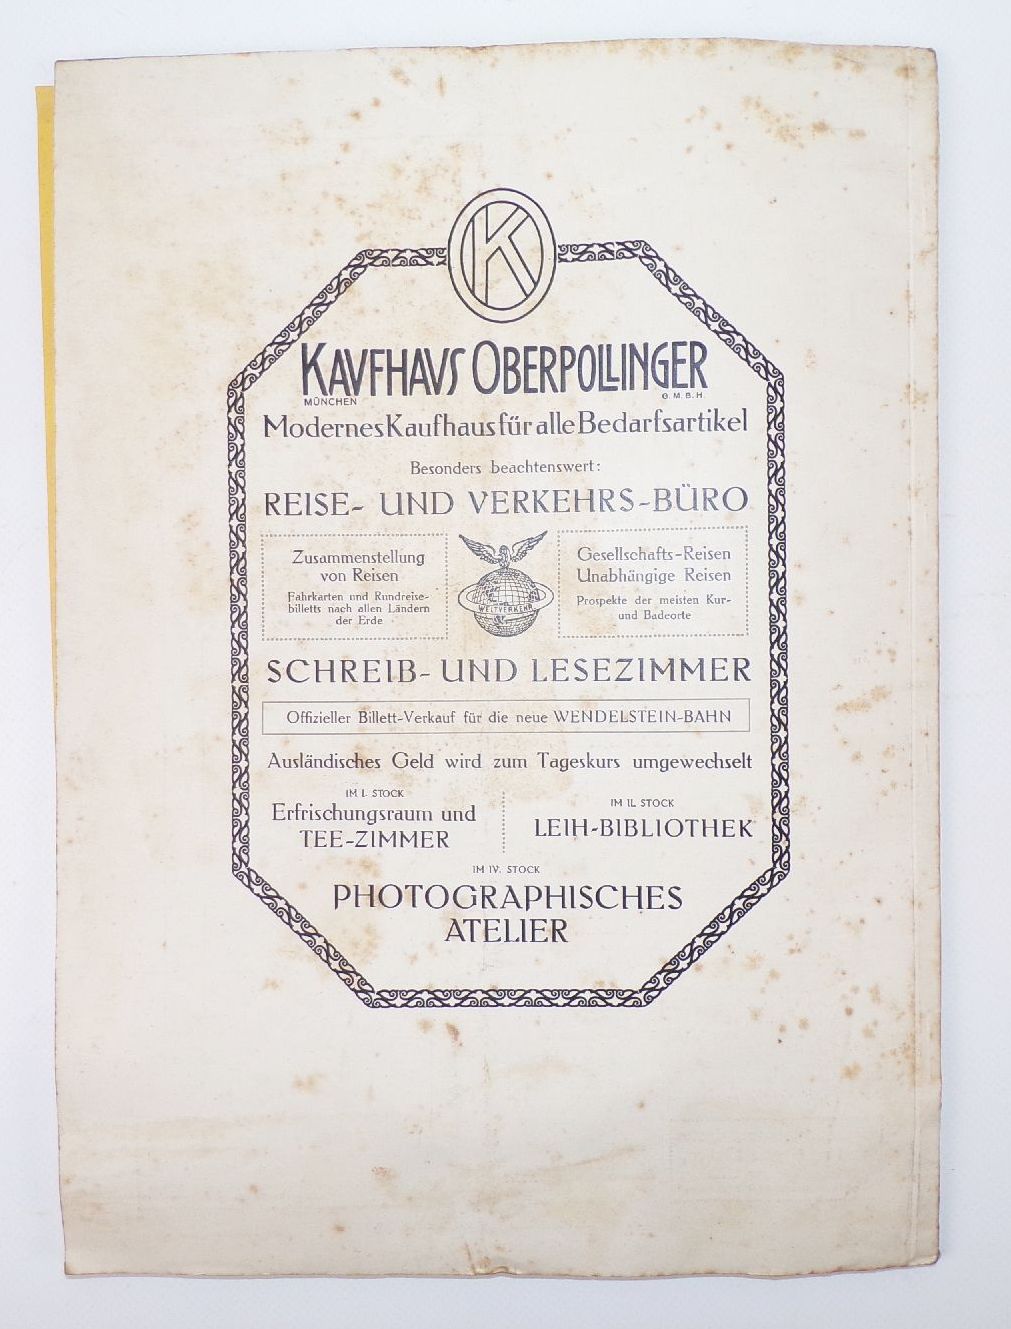 K
KAVFHAVS OBERPOLLINGER
MÜNCHEN G.M.B.H.
Modernes Kaufhaus für alle Bedarfsartikel
Besonders beachtenswert:
REISE- UND VERKEHRS-BÜRO
Zusammenstellung
von Reisen
Fahrkarten und Rundreise-
billetts nach allen Ländern
der Erde
WELTVERKEHR
Gesellschafts-Reisen
Unabhängige Reisen
Prospekte der meisten Kur-
und Badeorte
SCHREIB- UND LESEZIMMER
Offizieller Billett-Verkauf für die neue WENDELSTEIN-BAHN
Ausländisches Geld wird zum Tageskurs umgewechselt
IM I. STOCK
Erfrischungsraum und
TEE-ZIMMER
IM II. STOCK
LEIH-BIBLIOTHEK
IM IV. STOCK
PHOTOGRAPHISCHES
ATELIER